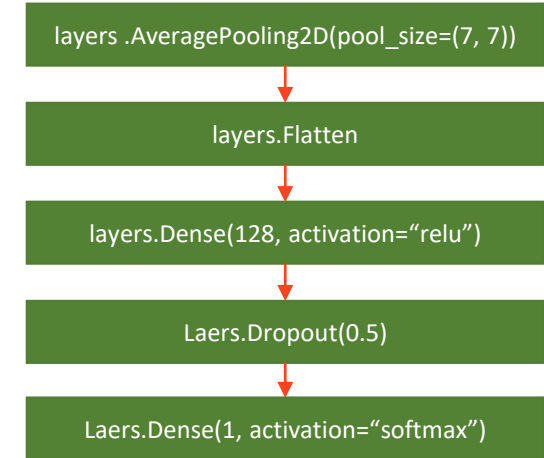 layers .AveragePooling2D(pool_size=(7, 7))
layers.Flatten
layers.Dense(128, activation=“relu”)
Laers.Dropout(0.5)
Laers.Dense(1, activation=“softmax”)